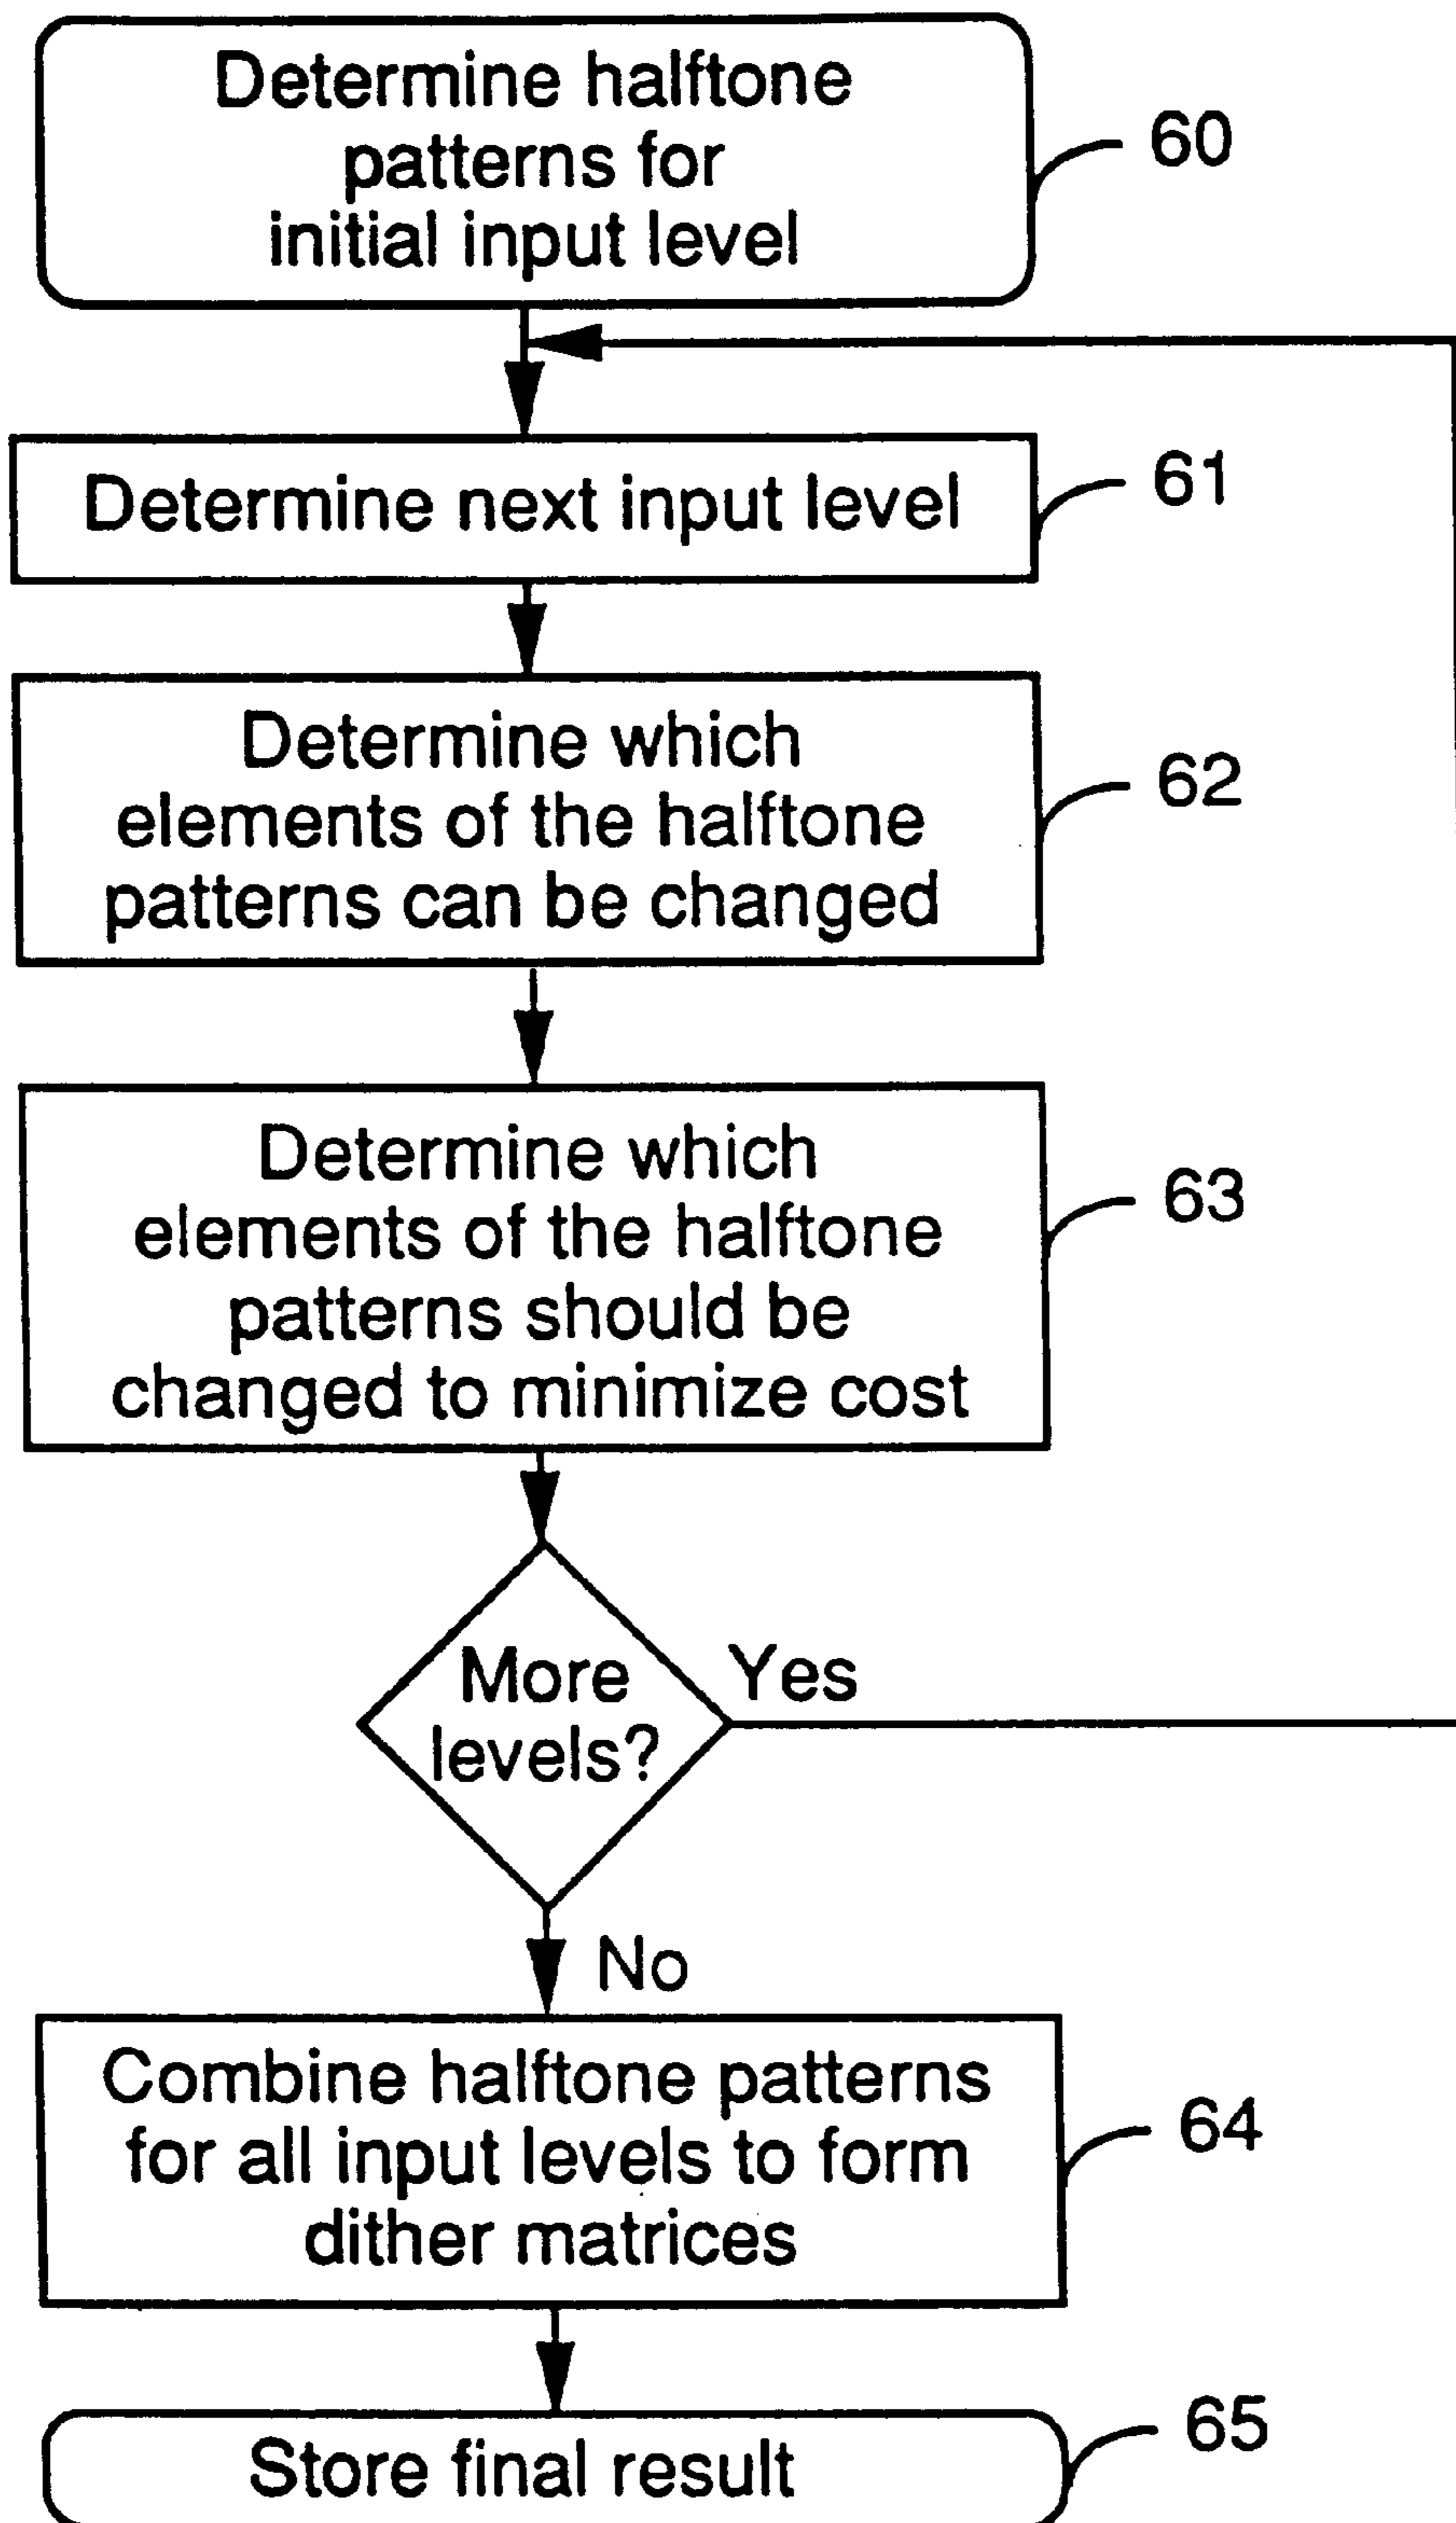 Determine halftone
patterns for
initial input level
60
Determine next input level
61
Determine which
elements of the halftone
patterns can be changed
62
Determine which
elements of the halftone
patterns should be
changed to minimize cost
63
More
levels?
Yes
No
Combine halftone patterns
for all input levels to form
dither matrices
64
Store final result
65